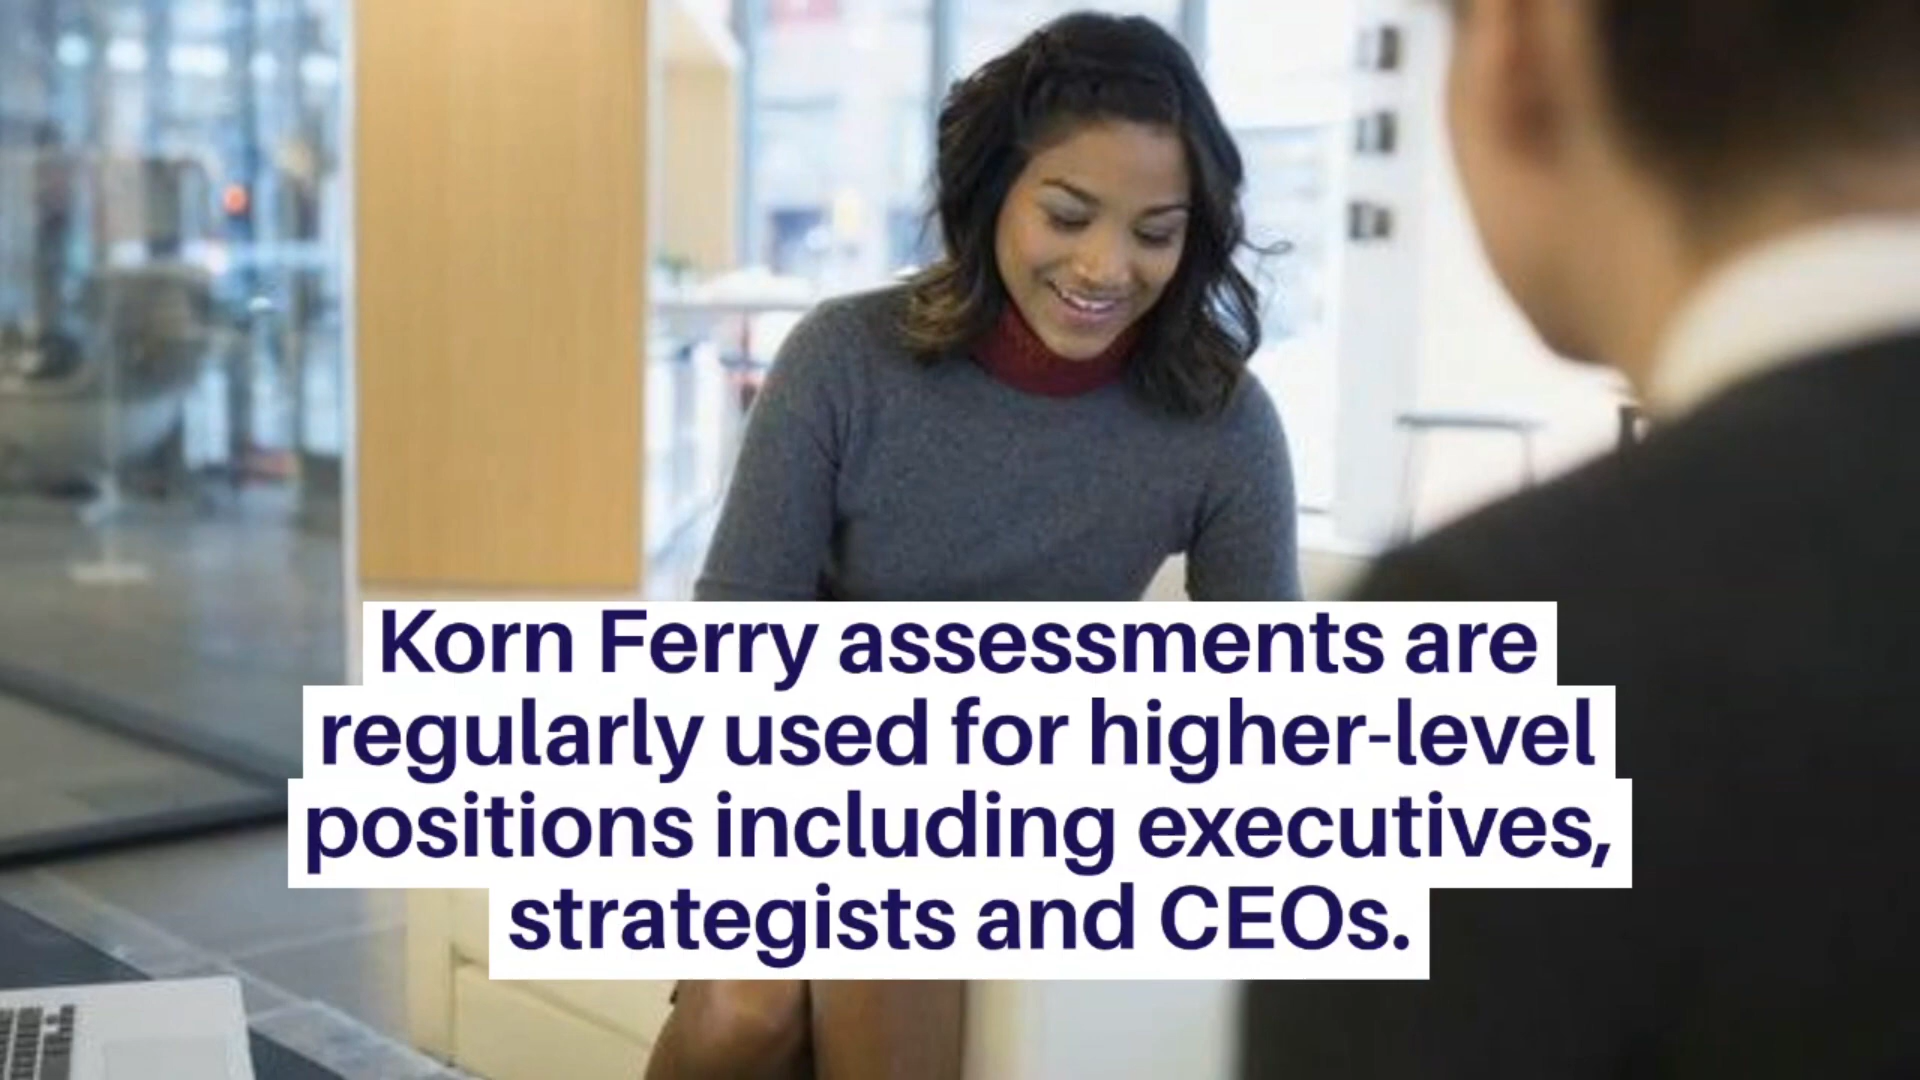 Korn Ferry assessments are
regularly used for higher-level
positions including executives,
strategists and CEOs.